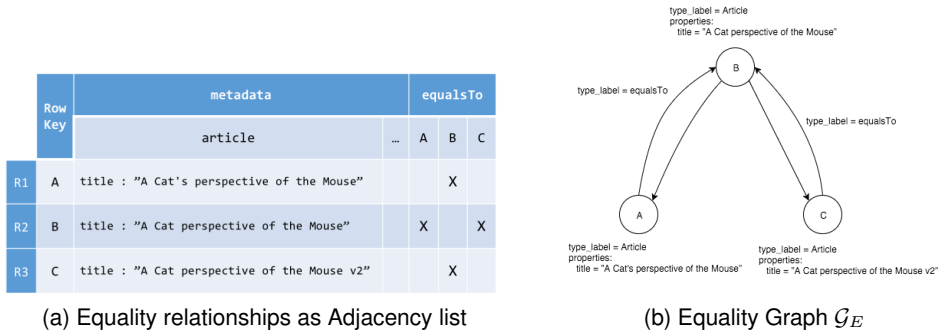 metadata
equalsTo
Row
Key
article
...
A
B
C
R1
A
title : ”A Cat's perspective of the Mouse”
X
R2
B
title : ”A Cat perspective of the Mouse”
X
X
R3
C
title : ”A Cat perspective of the Mouse v2”
X
(a) Equality relationships as Adjacency list
type_label = Article
properties:
title = "A Cat perspective of the Mouse"
B
type_label = equalsTo
type_label = equalsTo
A
C
type_label = Article
properties:
title = "A Cat's perspective of the Mouse"
type_label = Article
properties:
title = "A Cat perspective of the Mouse v2"
(b) Equality Graph 𝒢_E